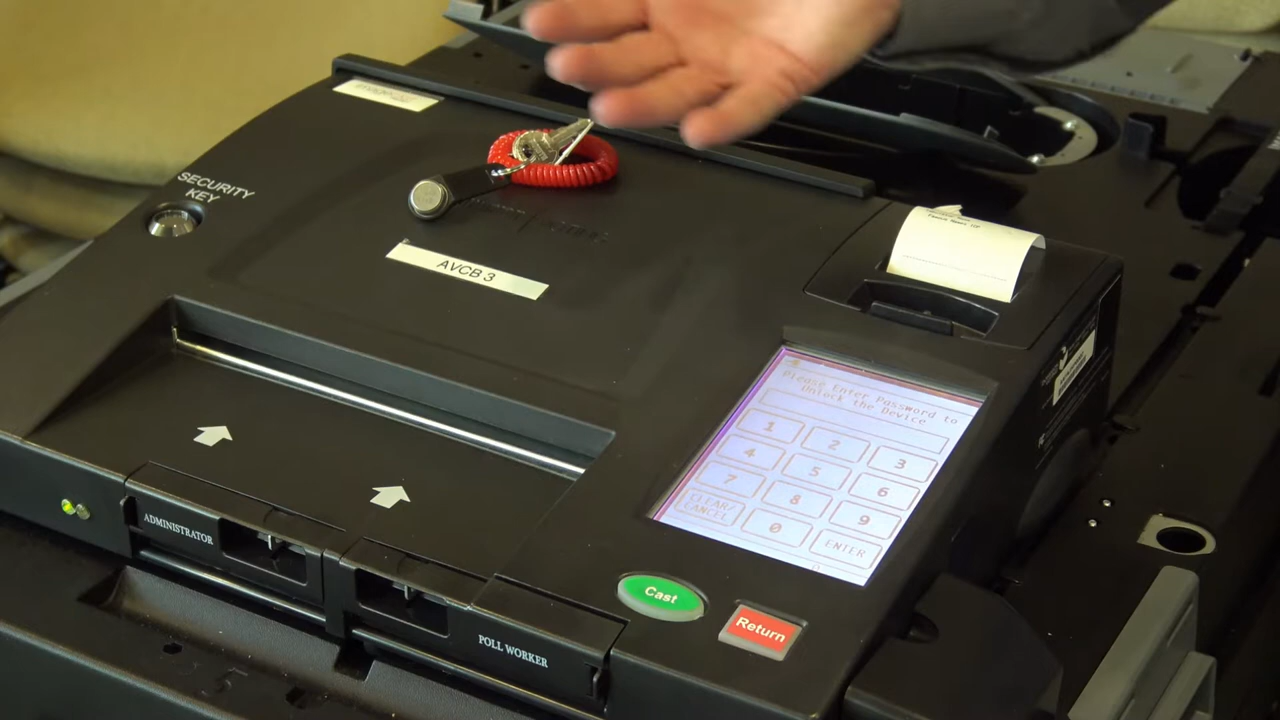 SECURITY
KEY
AVCB 3
Please Enter Password to
Unlock the Device
1
2
3
4
5
6
7
8
9
CLEAR/
CANCEL
0
ENTER
ADMINISTRATOR
POLL WORKER
Cast
Return